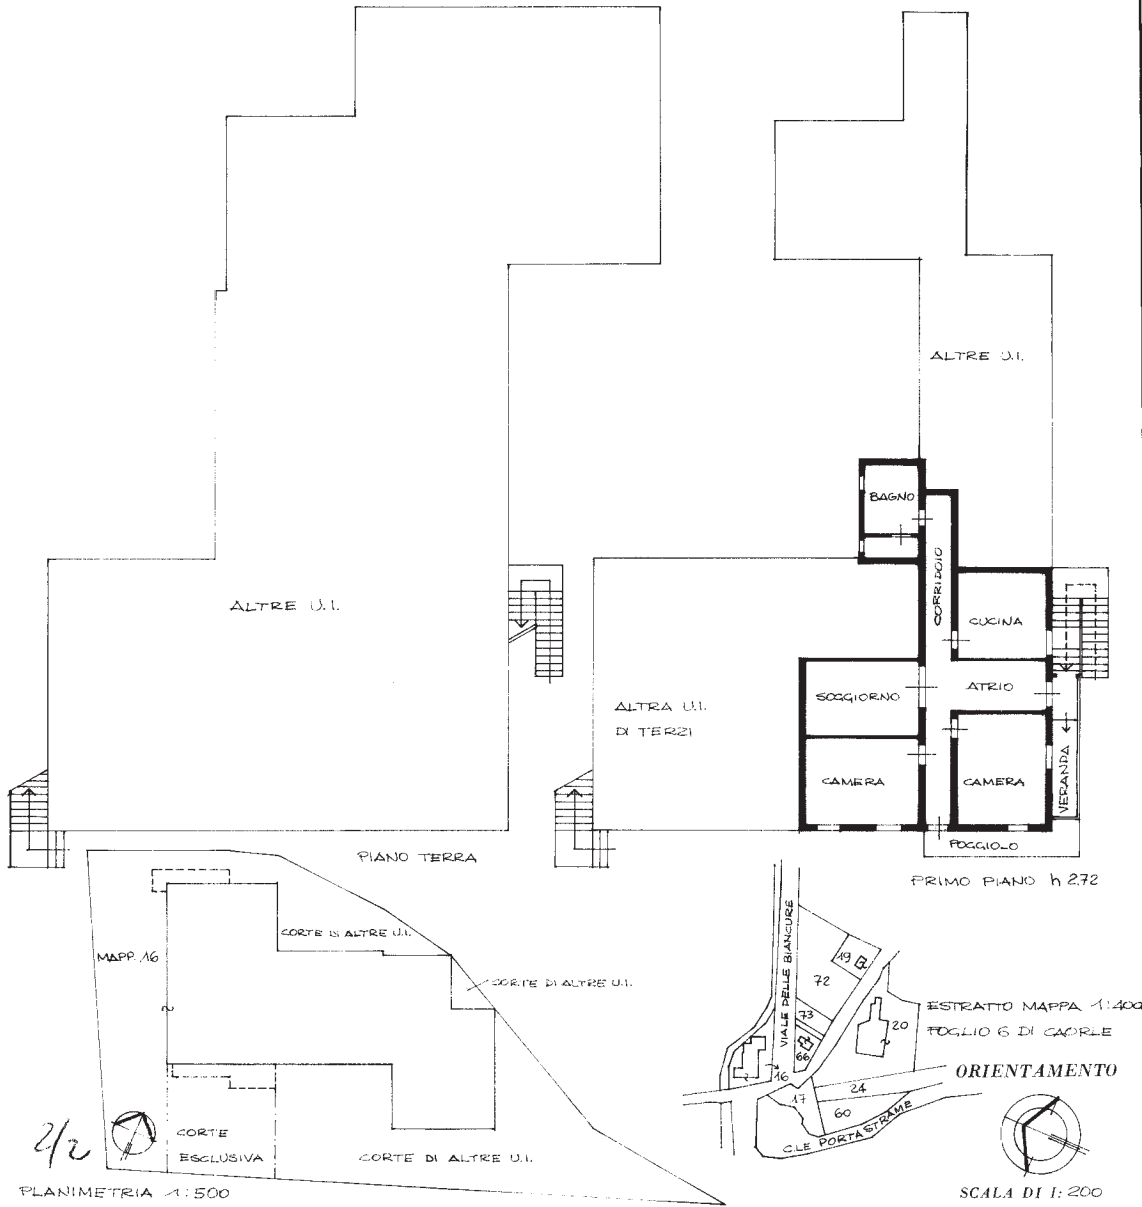 ALTRE U.I.
BAGNO
CORRIDOIO
CUCINA
ALTRE U.I.
SOGGIORNO
ATRIO
ALTRA U.I.
DI TERZI
CAMERA
CAMERA
VERANDA
POGGIOLO
PIANO TERRA
PRIMO PIANO h 2.72
CORTE DI ALTRE U.I.
MAPP. 16
CORTE DI ALTRE U.I.
CORTE
ESCLUSIVA
CORTE DI ALTRE U.I.
2/2
PLANIMETRIA 1:500
VIALE DELLE BIANCURE
19
72
73
66
20
16
17
24
60
C.LE PORTASTRAME
ESTRATTO MAPPA 1:400
FOGLIO 6 DI CAORLE
ORIENTAMENTO
SCALA DI 1: 200